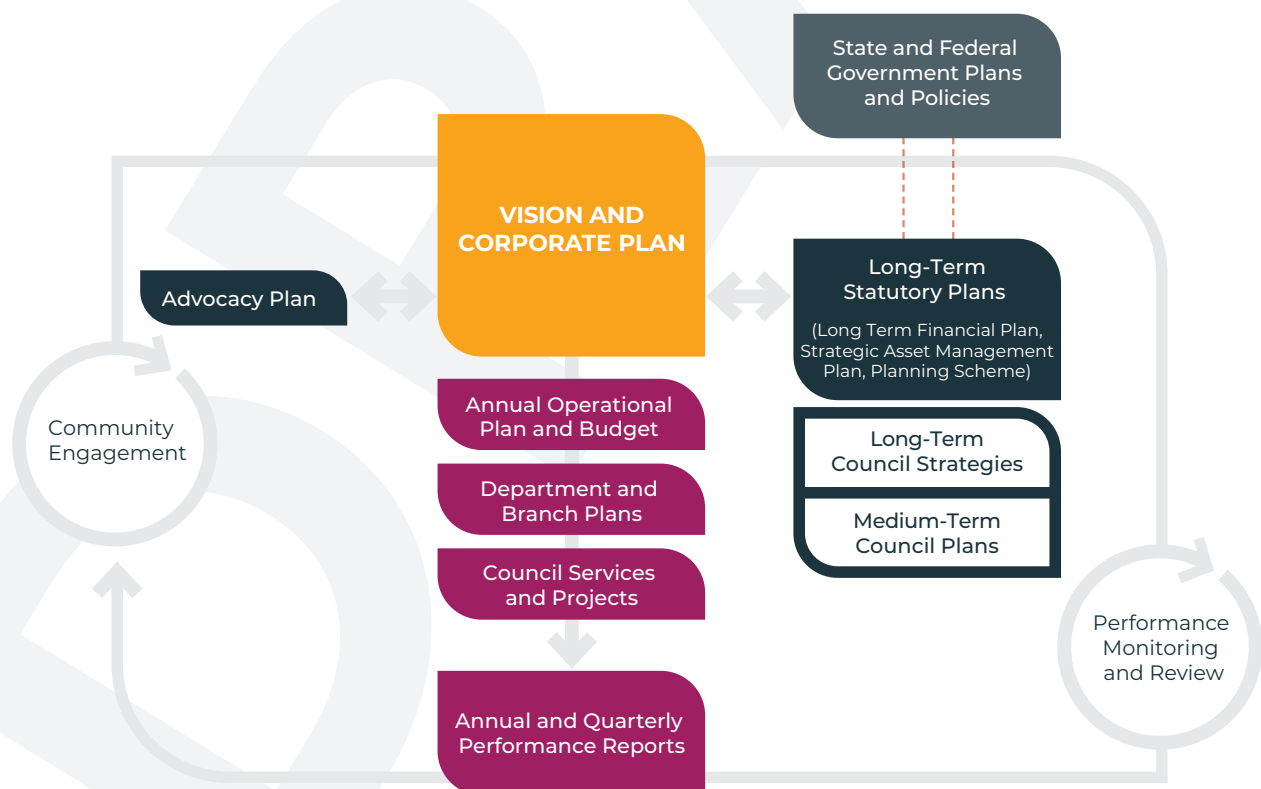 State and Federal
Government Plans
and Policies
VISION AND
CORPORATE PLAN
Advocacy Plan
Long-Term
Statutory Plans
(Long Term Financial Plan,
Strategic Asset Management
Plan, Planning Scheme)
Community
Engagement
Annual Operational
Plan and Budget
Department and
Branch Plans
Council Services
and Projects
Annual and Quarterly
Performance Reports
Long-Term
Council Strategies
Medium-Term
Council Plans
Performance
Monitoring
and Review